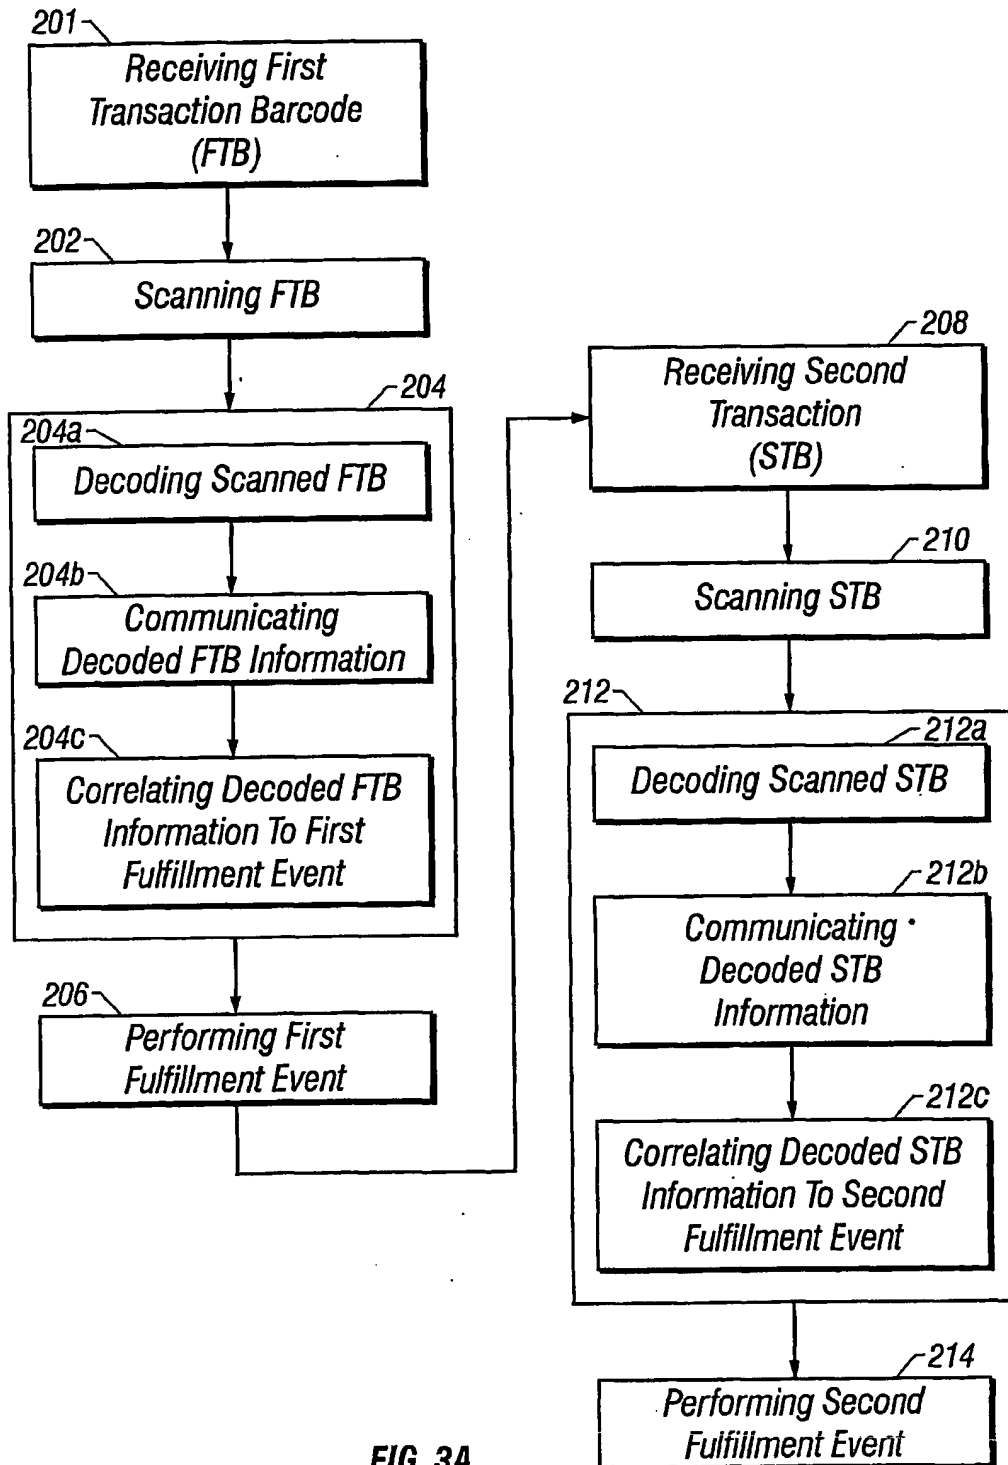 201
Receiving First
Transaction Barcode
(FTB)
202
Scanning FTB
204
204a
Decoding Scanned FTB
204b
Communicating
Decoded FTB Information
204c
Correlating Decoded FTB
Information To First
Fulfillment Event
206
Performing First
Fulfillment Event
208
Receiving Second
Transaction
(STB)
210
Scanning STB
212
212a
Decoding Scanned STB
212b
Communicating
Decoded STB
Information
212c
Correlating Decoded STB
Information To Second
Fulfillment Event
214
Performing Second
Fulfillment Event
FIG. 3A